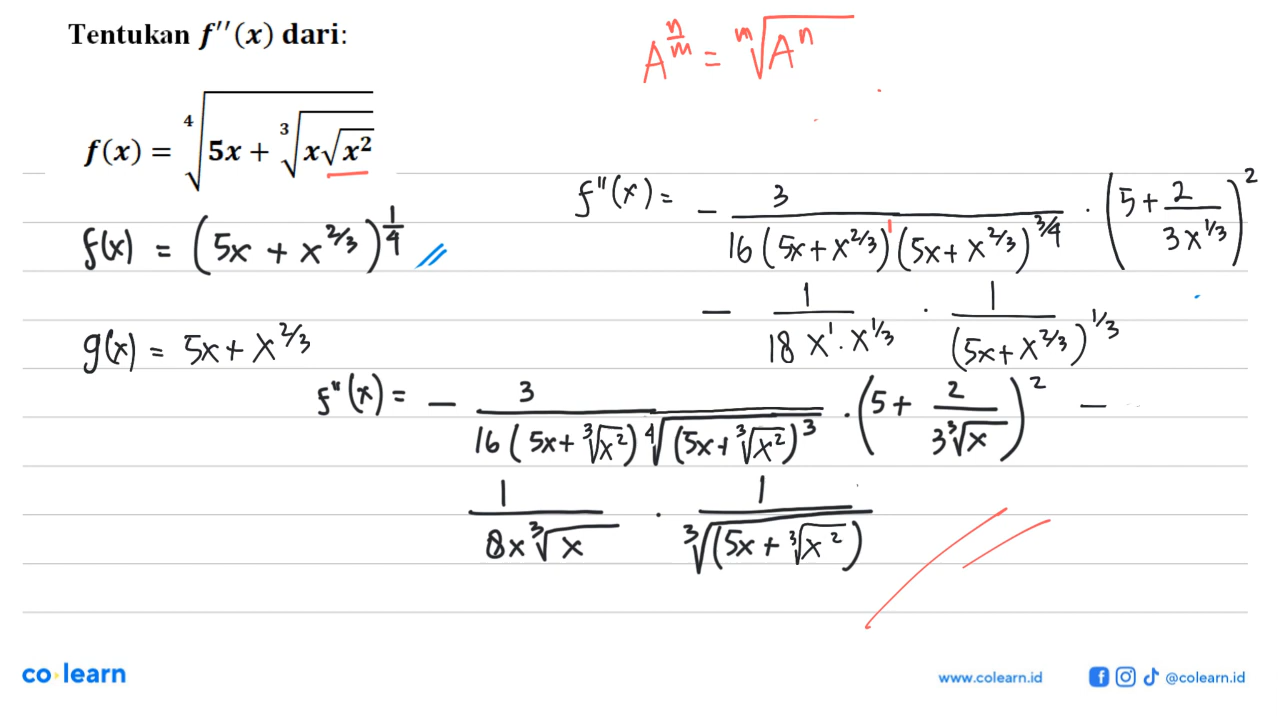 Tentukan f''(x) dari:
A^(n/m) = ᵐ√(Aⁿ)
f(x) = ⁴√(5x + ³√(x√(x²)))
f(x) = (5x + x^(2/3))^(1/4)
g(x) = 5x + x^(2/3)
f''(x) = - 3/(16(5x + x^(2/3))^1 (5x + x^(2/3))^(3/4)) · (5 + 2/(3x^(1/3)))²
- 1/(18 x^1 · x^(1/3)) · 1/(5x + x^(2/3))^(1/3)
f''(x) = - 3/(16(5x + ³√(x²)) ⁴√((5x + ³√(x²))³)) · (5 + 2/(3 ³√x))² -
1/(8x ³√x) · 1/³√((5x + ³√(x²)))
co learn
www.colearn.id
@colearn.id